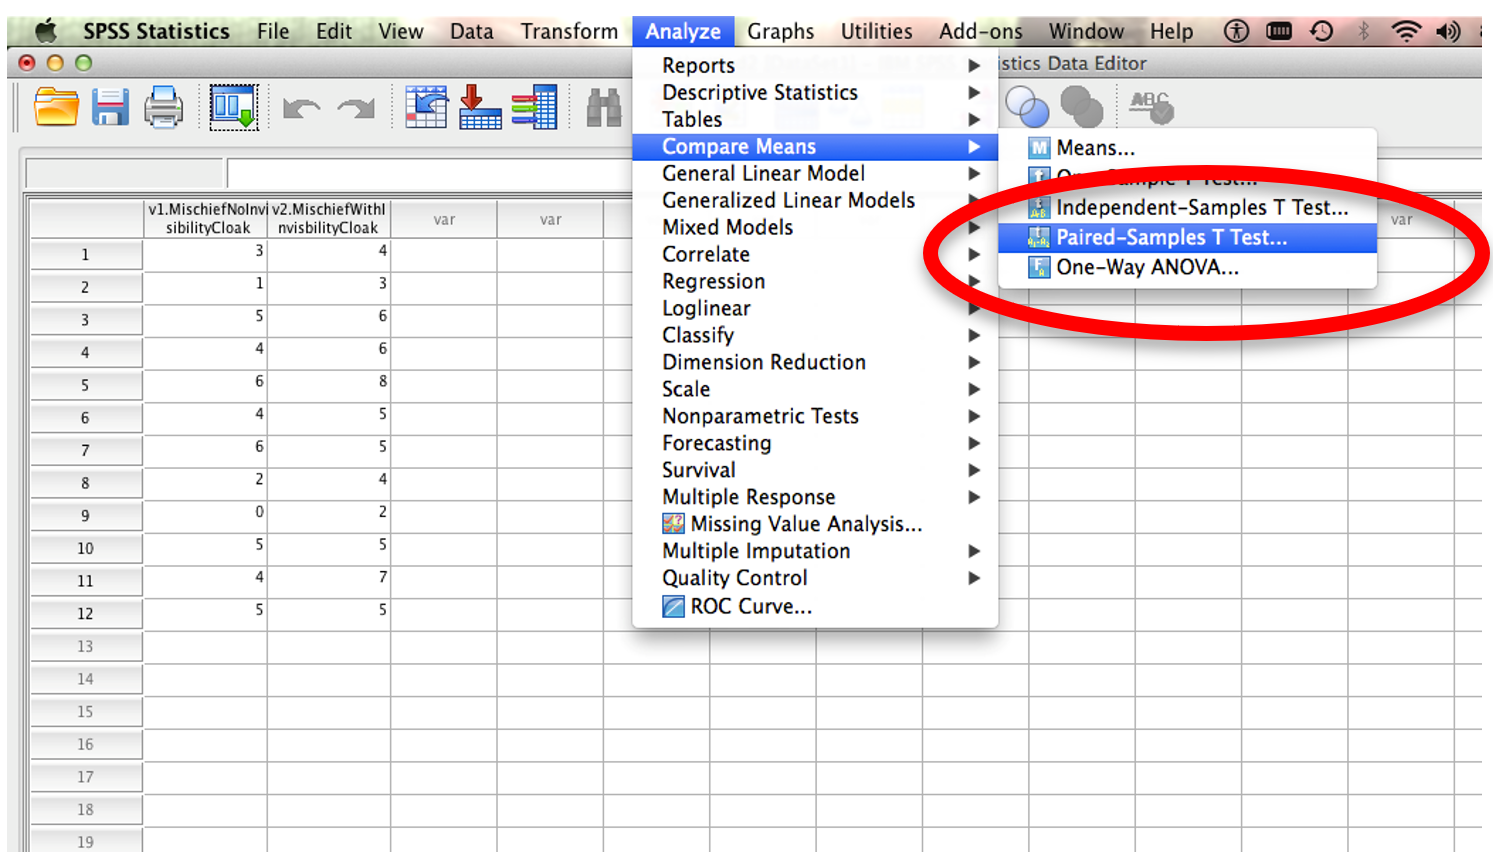 SPSS Statistics File Edit View Data Transform Analyze Graphs Utilities Add-ons Window Help
istics Data Editor
Reports
Descriptive Statistics
Tables
Compare Means
General Linear Model
Generalized Linear Models
Mixed Models
Correlate
Regression
Loglinear
Classify
Dimension Reduction
Scale
Nonparametric Tests
Forecasting
Survival
Multiple Response
Missing Value Analysis...
Multiple Imputation
Quality Control
ROC Curve...
ABC
M Means...
t One-Sample T Test...
Independent-Samples T Test...
Paired-Samples T Test...
One-Way ANOVA...
v1.MischiefNoInvi v2.MischiefWithI
sibilityCloak nvisbilityCloak
var var var
1 3 4
2 1 3
3 5 6
4 4 6
5 6 8
6 4 5
7 6 5
8 2 4
9 0 2
10 5 5
11 4 7
12 5 5
13
14
15
16
17
18
19